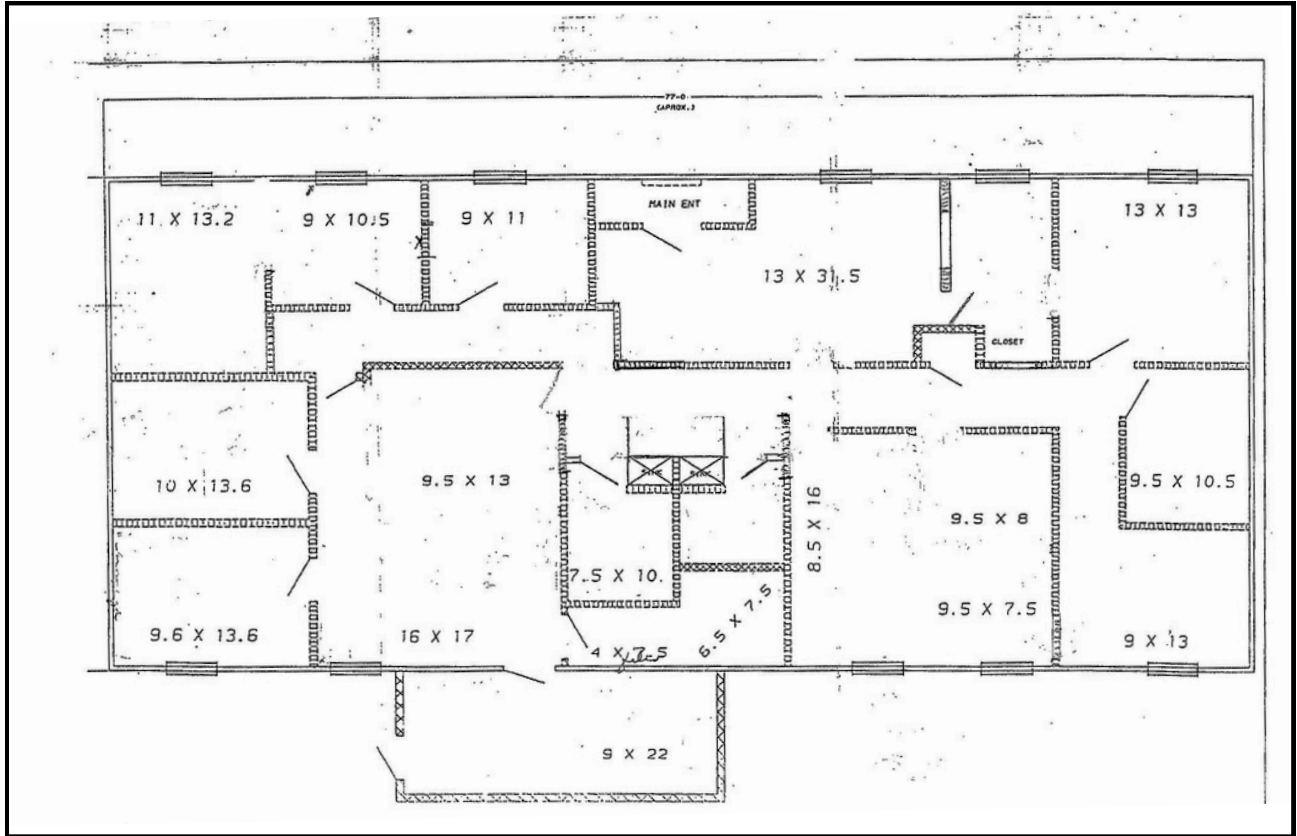 77-0
(APROX.)
MAIN ENT
11 X 13.2
9 X 10.5
9 X 11
13 X 13
13 X 31.5
CLOSET
10 X 13.6
9.5 X 13
SINK
SINK
8.5 X 16
9.5 X 10.5
9.5 X 8
7.5 X 10.
6.5 X 7.5
9.5 X 7.5
9.6 X 13.6
16 X 17
4 X 7.5
9 X 13
9 X 22